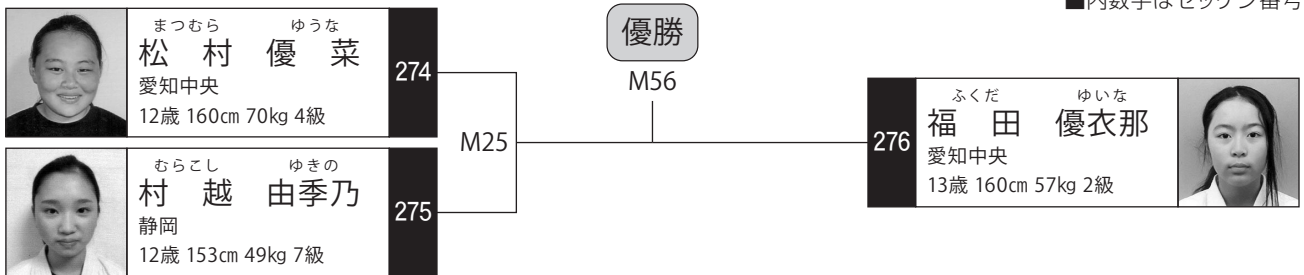 ■内数字はゼッケン番号
まつむら ゆうな
松村 優菜
愛知中央
12歳 160㎝ 70kg 4級
274
むらこし ゆきの
村越 由季乃
静岡
12歳 153㎝ 49kg 7級
275
M25
優勝
M56
276
ふくだ ゆいな
福田 優衣那
愛知中央
13歳 160㎝ 57kg 2級